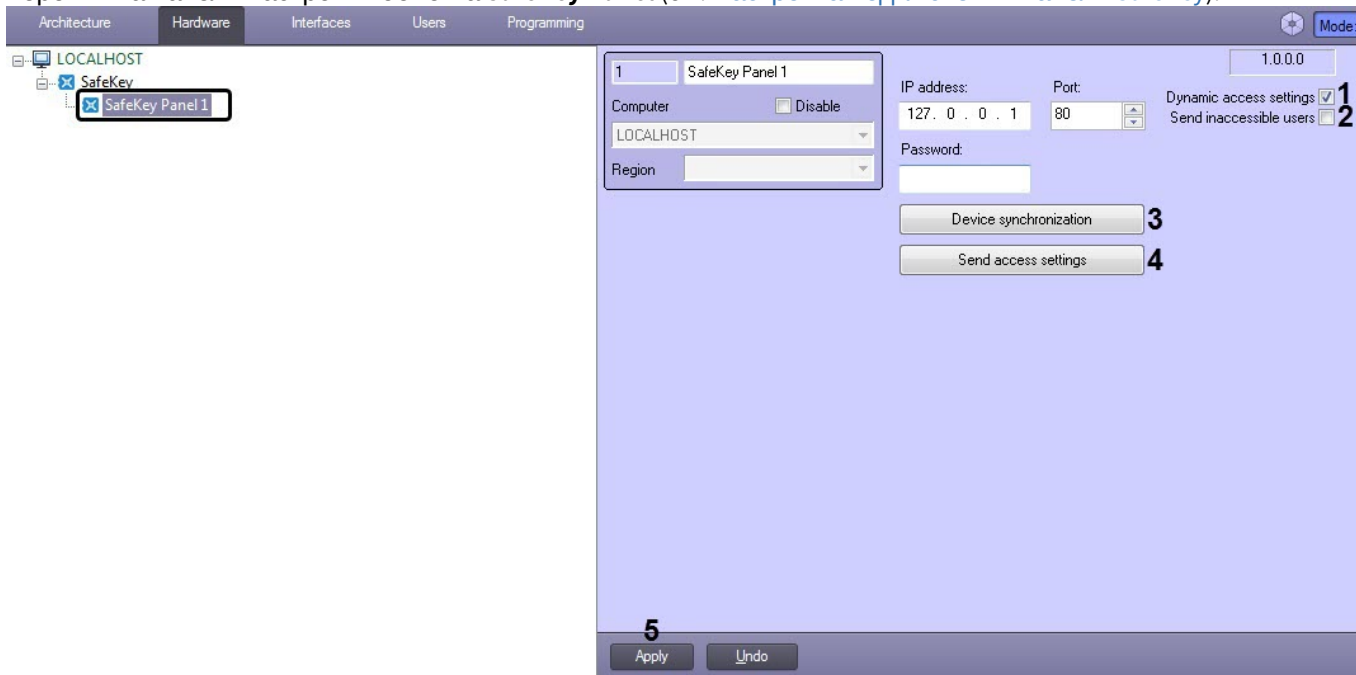 Architecture Hardware Interfaces Users Programming Mode:
LOCALHOST
SafeKey
SafeKey Panel 1
1 SafeKey Panel 1
Computer Disable
LOCALHOST
Region
IP address: Port:
127. 0 . 0 . 1 80
Password:
1.0.0.0
Dynamic access settings 1
Send inaccessible users 2
Device synchronization 3
Send access settings 4
5
Apply Undo